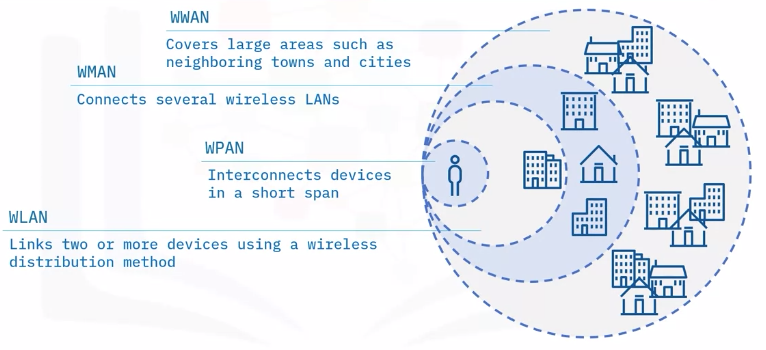 WWAN
Covers large areas such as
neighboring towns and cities
WMAN
Connects several wireless LANs
WPAN
Interconnects devices
in a short span
WLAN
Links two or more devices using a wireless
distribution method